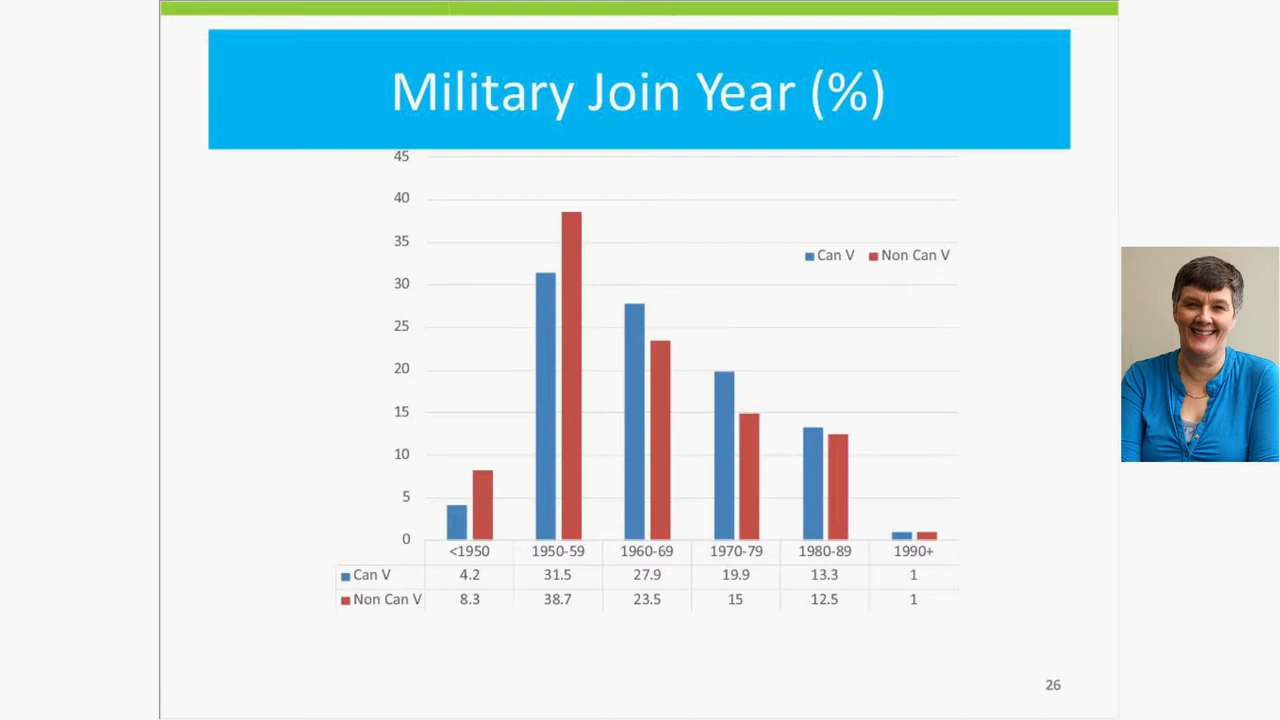 Military Join Year (%)
45
40
35
30
25
20
15
10
5
0
Can V Non Can V
<1950 1950-59 1960-69 1970-79 1980-89 1990+
Can V 4.2 31.5 27.9 19.9 13.3 1
Non Can V 8.3 38.7 23.5 15 12.5 1
26